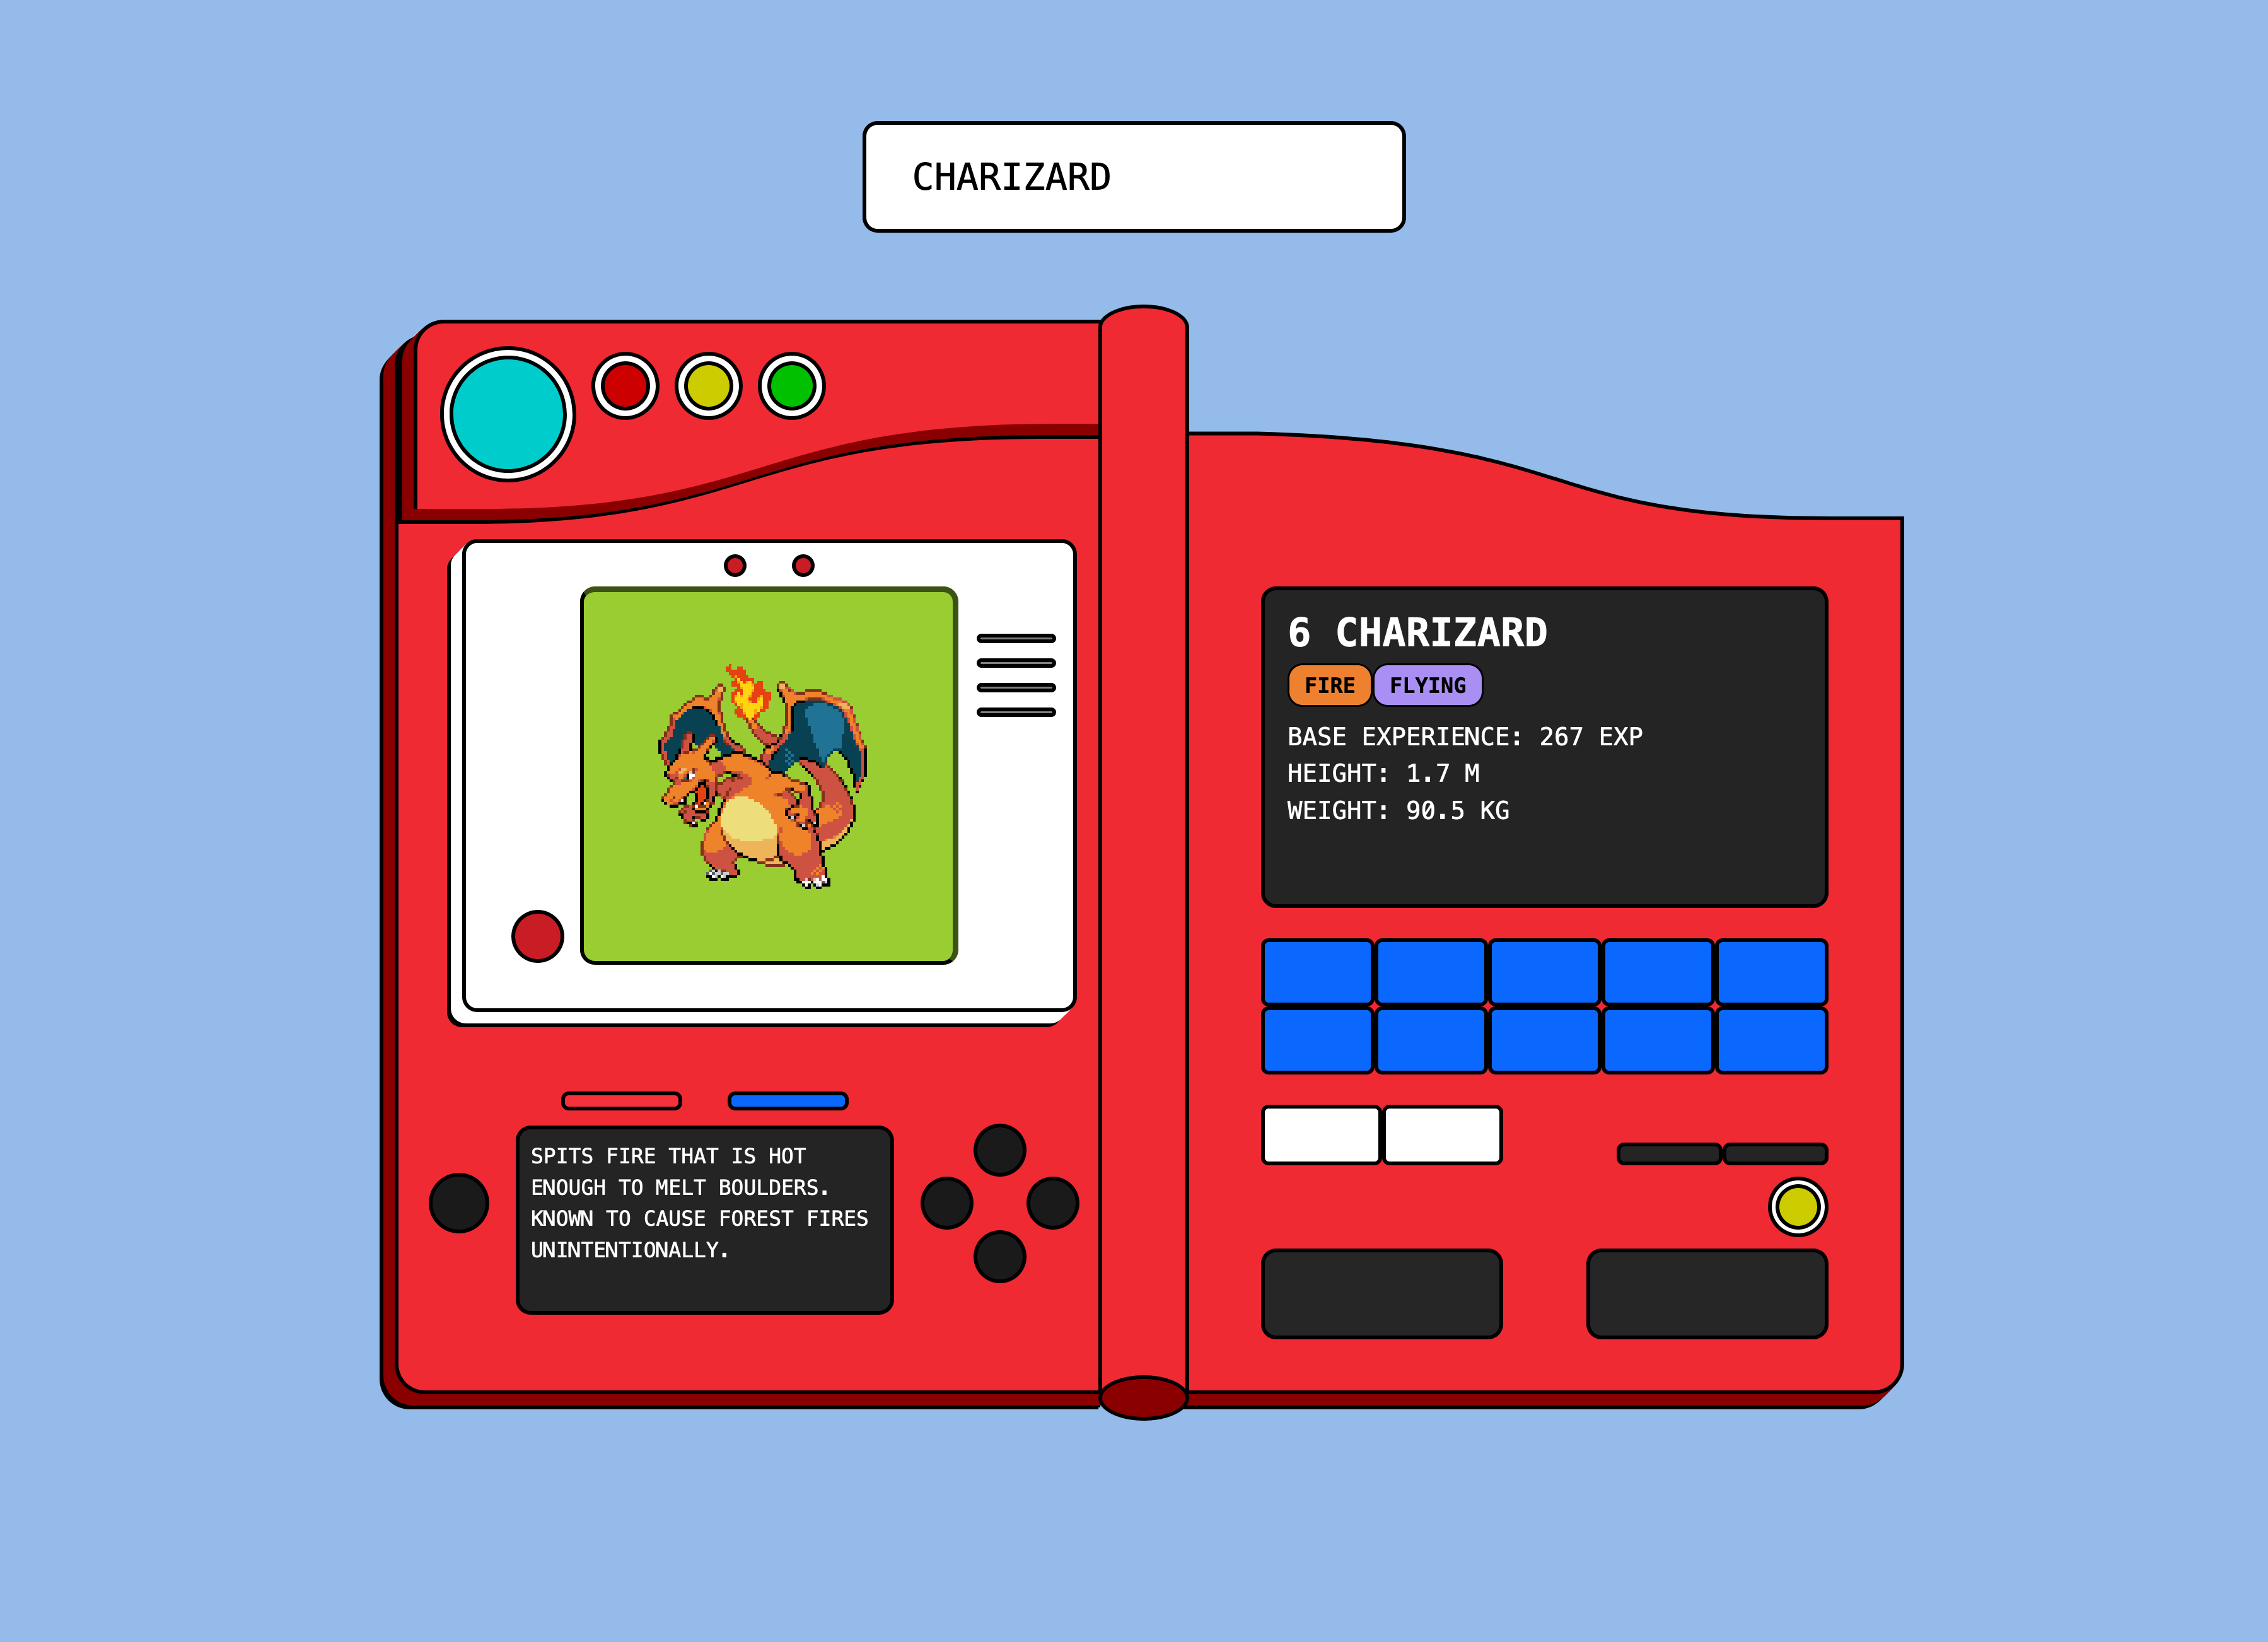 CHARIZARD
6 CHARIZARD
FIRE FLYING
BASE EXPERIENCE: 267 EXP
HEIGHT: 1.7 M
WEIGHT: 90.5 KG
SPITS FIRE THAT IS HOT
ENOUGH TO MELT BOULDERS.
KNOWN TO CAUSE FOREST FIRES
UNINTENTIONALLY.